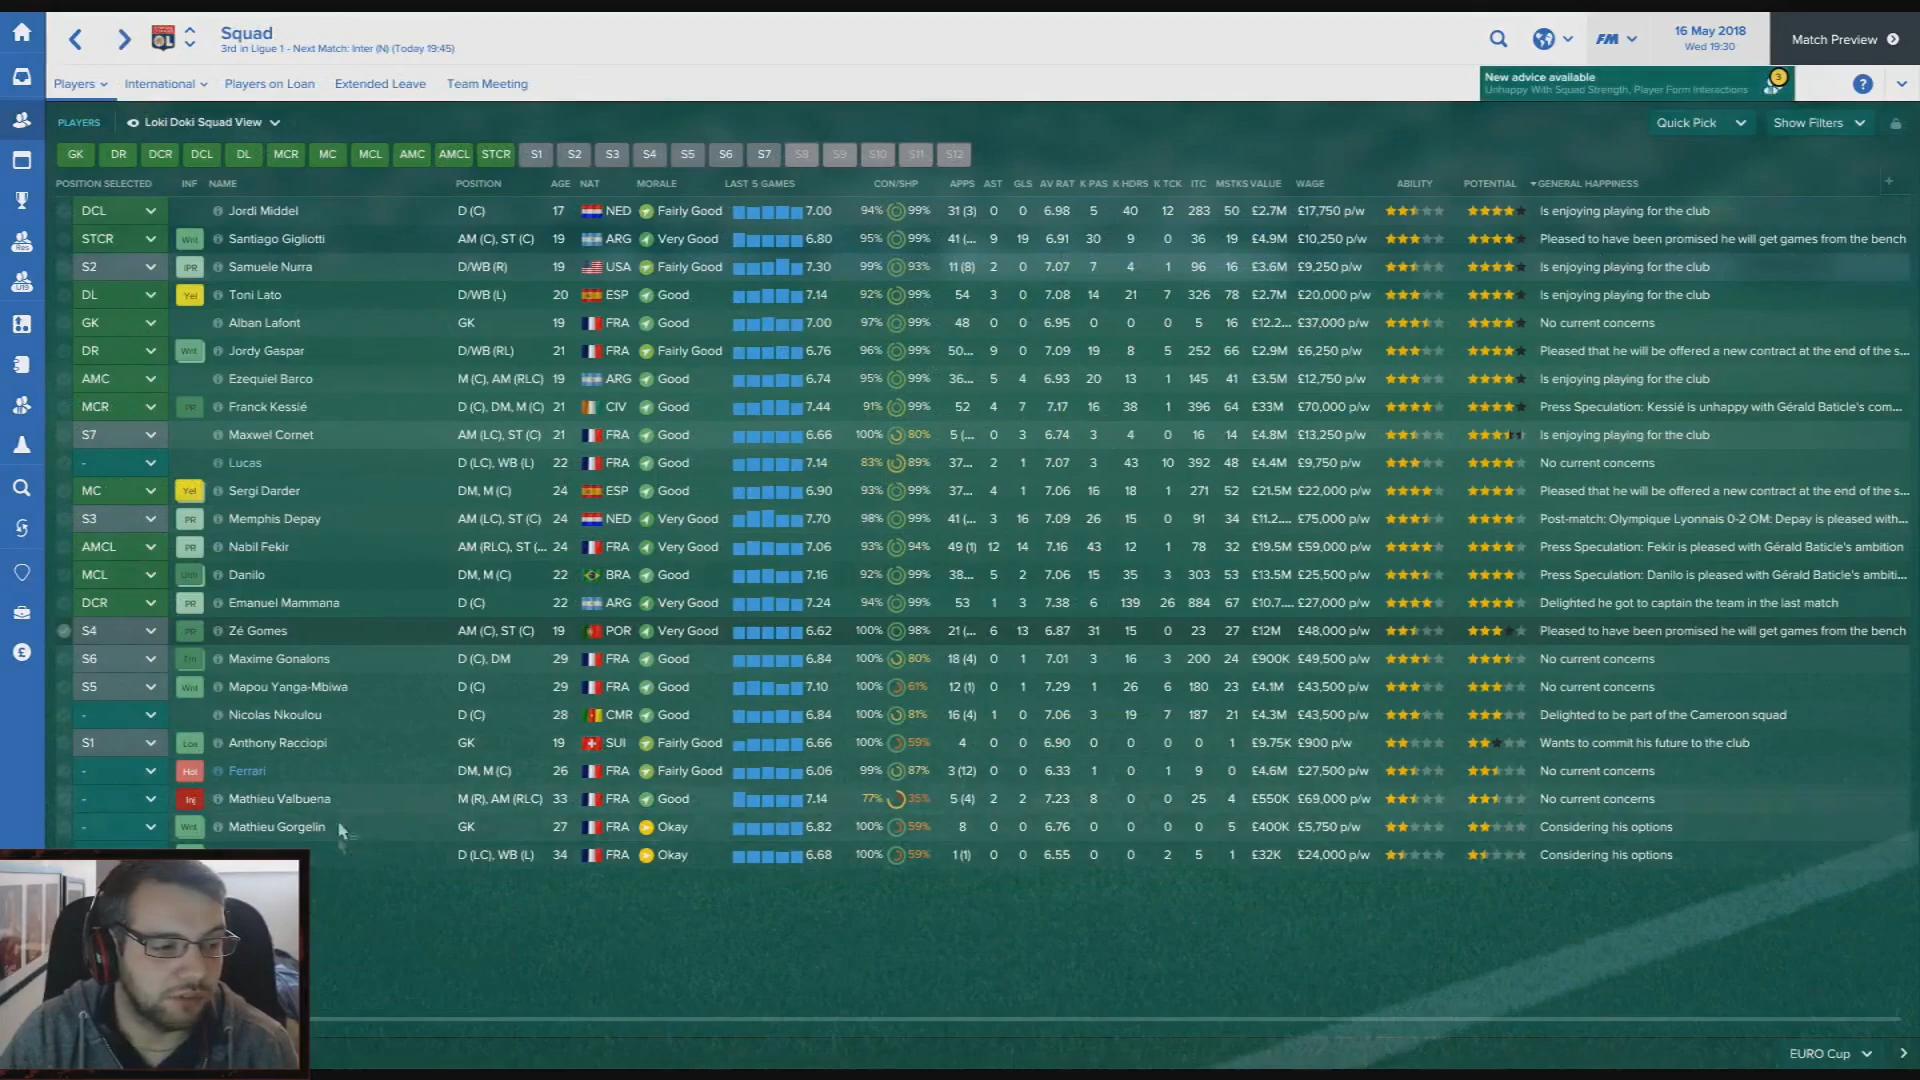 Squad
3rd in Ligue 1 - Next Match: Inter (N) (Today 19:45)
FM
16 May 2018
Wed 19:30
Match Preview
Players International Players on Loan Extended Leave Team Meeting
New advice available 3
Unhappy With Squad Strength, Player Form Interactions
?
PLAYERS Loki Doki Squad View Quick Pick Show Filters
GK DR DCR DCL DL MCR MC MCL AMC AMCL STCR S1 S2 S3 S4 S5 S6 S7 S8 S9 S10 S11 S12
POSITION SELECTED INF NAME POSITION AGE NAT MORALE LAST 5 GAMES CON/SHP APPS AST GLS AV RAT K PAS K HDRS K TCK ITC MSTKS VALUE WAGE ABILITY POTENTIAL GENERAL HAPPINESS
DCL Jordi Middel D (C) 17 NED Fairly Good 7.00 94% 99% 31 (3) 0 0 6.98 5 40 12 283 50 £2.7M £17,750 p/w Is enjoying playing for the club
STCR Wnt Santiago Gigliotti AM (C), ST (C) 19 ARG Very Good 6.80 95% 99% 41 (... 9 19 6.91 30 9 0 36 19 £4.9M £10,250 p/w Pleased to have been promised he will get games from the bench
S2 IPR Samuele Nurra D/WB (R) 19 USA Fairly Good 7.30 99% 93% 11 (8) 2 0 7.07 7 4 1 96 16 £3.6M £9,250 p/w Is enjoying playing for the club
DL Yel Toni Lato D/WB (L) 20 ESP Good 7.14 92% 99% 54 3 0 7.08 14 21 7 326 78 £2.7M £20,000 p/w Is enjoying playing for the club
GK Alban Lafont GK 19 FRA Good 7.00 97% 99% 48 0 0 6.95 0 0 0 5 16 £12.2... £37,000 p/w No current concerns
DR Wnt Jordy Gaspar D/WB (RL) 21 FRA Fairly Good 6.76 96% 99% 50... 9 0 7.09 19 8 5 252 66 £2.9M £6,250 p/w Pleased that he will be offered a new contract at the end of the s...
AMC Ezequiel Barco M (C), AM (RLC) 19 ARG Good 6.74 95% 99% 36... 5 4 6.93 20 13 1 145 41 £3.5M £12,750 p/w Is enjoying playing for the club
MCR PR Franck Kessié D (C), DM, M (C) 21 CIV Good 7.44 91% 99% 52 4 7 7.17 16 38 1 396 64 £33M £70,000 p/w Press Speculation: Kessié is unhappy with Gérald Baticle's com...
S7 Maxwel Cornet AM (LC), ST (C) 21 FRA Good 6.66 100% 80% 5 (... 0 3 6.74 3 4 0 16 14 £4.8M £13,250 p/w Is enjoying playing for the club
- Lucas D (LC), WB (L) 22 FRA Good 7.14 83% 89% 37... 2 1 7.07 3 43 10 392 48 £4.4M £9,750 p/w No current concerns
MC Yel Sergi Darder DM, M (C) 24 ESP Good 6.90 93% 99% 37... 4 1 7.06 16 18 1 271 52 £21.5M £22,000 p/w Pleased that he will be offered a new contract at the end of the s...
S3 PR Memphis Depay AM (LC), ST (C) 24 NED Very Good 7.70 98% 99% 41 (... 3 16 7.09 26 15 0 91 34 £11.2... £75,000 p/w Post-match: Olympique Lyonnais 0-2 OM: Depay is pleased with...
AMCL PR Nabil Fekir AM (RLC), ST (... 24 FRA Very Good 7.06 93% 94% 49 (1) 12 14 7.16 43 12 1 78 32 £19.5M £59,000 p/w Press Speculation: Fekir is pleased with Gérald Baticle's ambition
MCL Unh Danilo DM, M (C) 22 BRA Good 7.16 92% 99% 38... 5 2 7.06 15 35 3 303 53 £13.5M £25,500 p/w Press Speculation: Danilo is pleased with Gérald Baticle's ambiti...
DCR PR Emanuel Mammana D (C) 22 ARG Very Good 7.24 94% 99% 53 1 3 7.38 6 139 26 884 67 £10.7... £27,000 p/w Delighted he got to captain the team in the last match
S4 PR Zé Gomes AM (C), ST (C) 19 POR Very Good 6.62 100% 98% 21 (... 6 13 6.87 31 15 0 23 27 £12M £48,000 p/w Pleased to have been promised he will get games from the bench
S6 Maxime Gonalons D (C), DM 29 FRA Good 6.84 100% 80% 18 (4) 0 1 7.01 3 16 3 200 24 £900K £49,500 p/w No current concerns
S5 Wnt Mapou Yanga-Mbiwa D (C) 29 FRA Good 7.10 100% 61% 12 (1) 0 1 7.29 1 26 6 180 23 £4.1M £43,500 p/w No current concerns
- Nicolas Nkoulou D (C) 28 CMR Good 6.84 100% 81% 16 (4) 1 0 7.06 3 19 7 187 21 £4.3M £43,500 p/w Delighted to be part of the Cameroon squad
S1 Loa Anthony Racciopi GK 19 SUI Fairly Good 6.66 100% 59% 4 0 0 6.90 0 0 0 0 1 £9.75K £900 p/w Wants to commit his future to the club
- Hol Ferrari DM, M (C) 26 FRA Fairly Good 6.06 99% 87% 3 (12) 0 0 6.33 1 0 1 9 0 £4.6M £27,500 p/w No current concerns
- Inj Mathieu Valbuena M (R), AM (RLC) 33 FRA Good 7.14 77% 35% 5 (4) 2 2 7.23 8 0 0 25 4 £550K £69,000 p/w No current concerns
- Wnt Mathieu Gorgelin GK 27 FRA Okay 6.82 100% 59% 8 0 0 6.76 0 0 0 0 5 £400K £5,750 p/w Considering his options
D (LC), WB (L) 34 FRA Okay 6.68 100% 59% 1 (1) 0 0 6.55 0 0 2 5 1 £32K £24,000 p/w Considering his options
EURO Cup